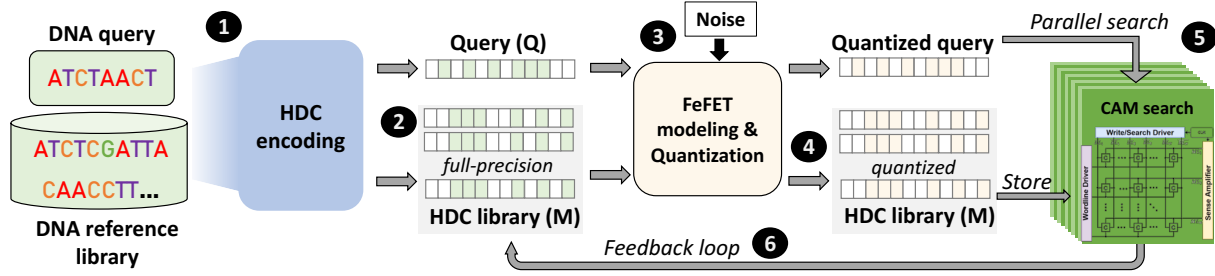 1
DNA query
ATCTAACT
ATCTCGATTA
CAACCTT...
DNA reference
library
HDC
encoding
Query (Q)
2
full-precision
HDC library (M)
3
Noise
FeFET
modeling &
Quantization
Quantized query
4
quantized
HDC library (M)
Store
Parallel search
5
CAM search
Write/Search Driver
Wordline Driver
Sense Amplifier
Feedback loop
6